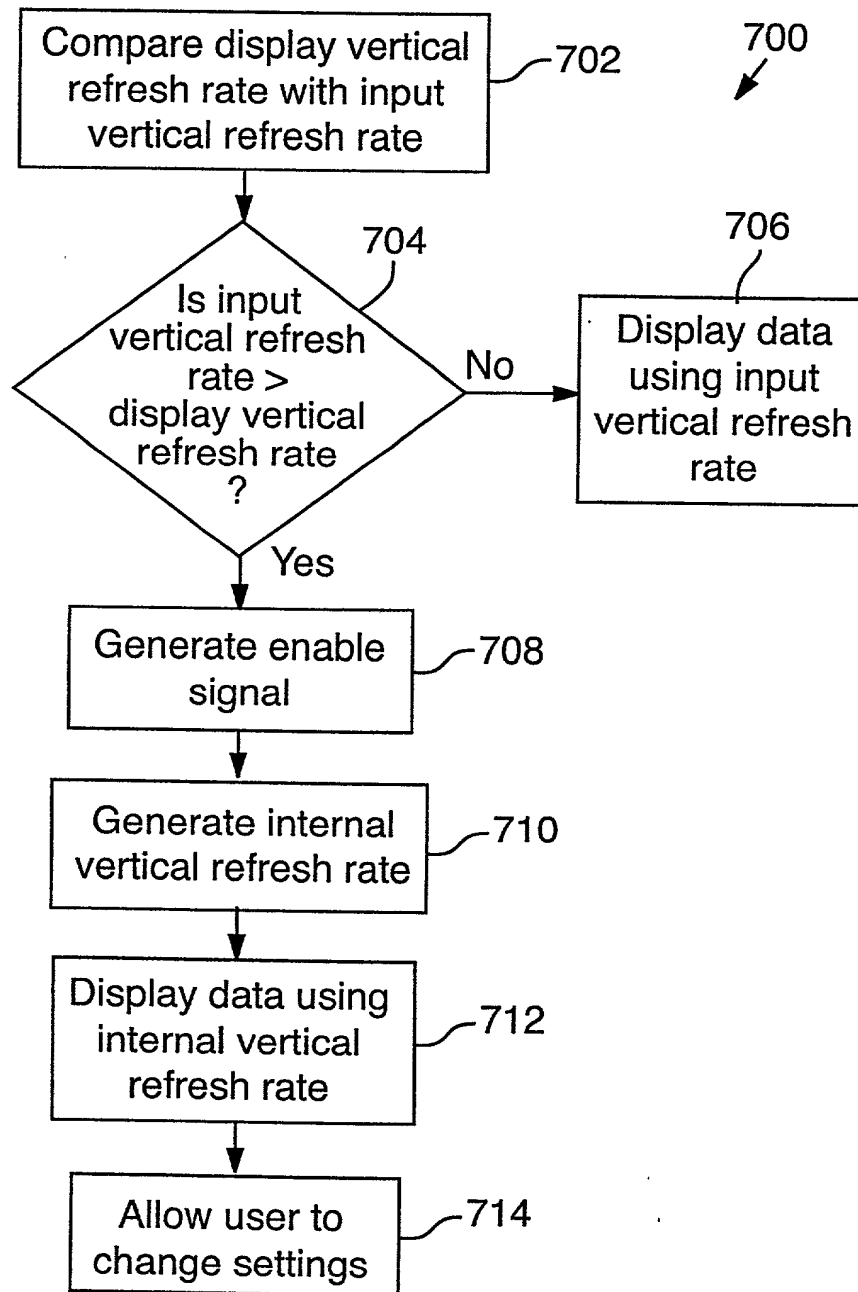 Compare display vertical
refresh rate with input
vertical refresh rate
702
700
704
Is input
vertical refresh
rate >
display vertical
refresh rate
?
No
706
Display data
using input
vertical refresh
rate
Yes
Generate enable
signal
708
Generate internal
vertical refresh rate
710
Display data using
internal vertical
refresh rate
712
Allow user to
change settings
714